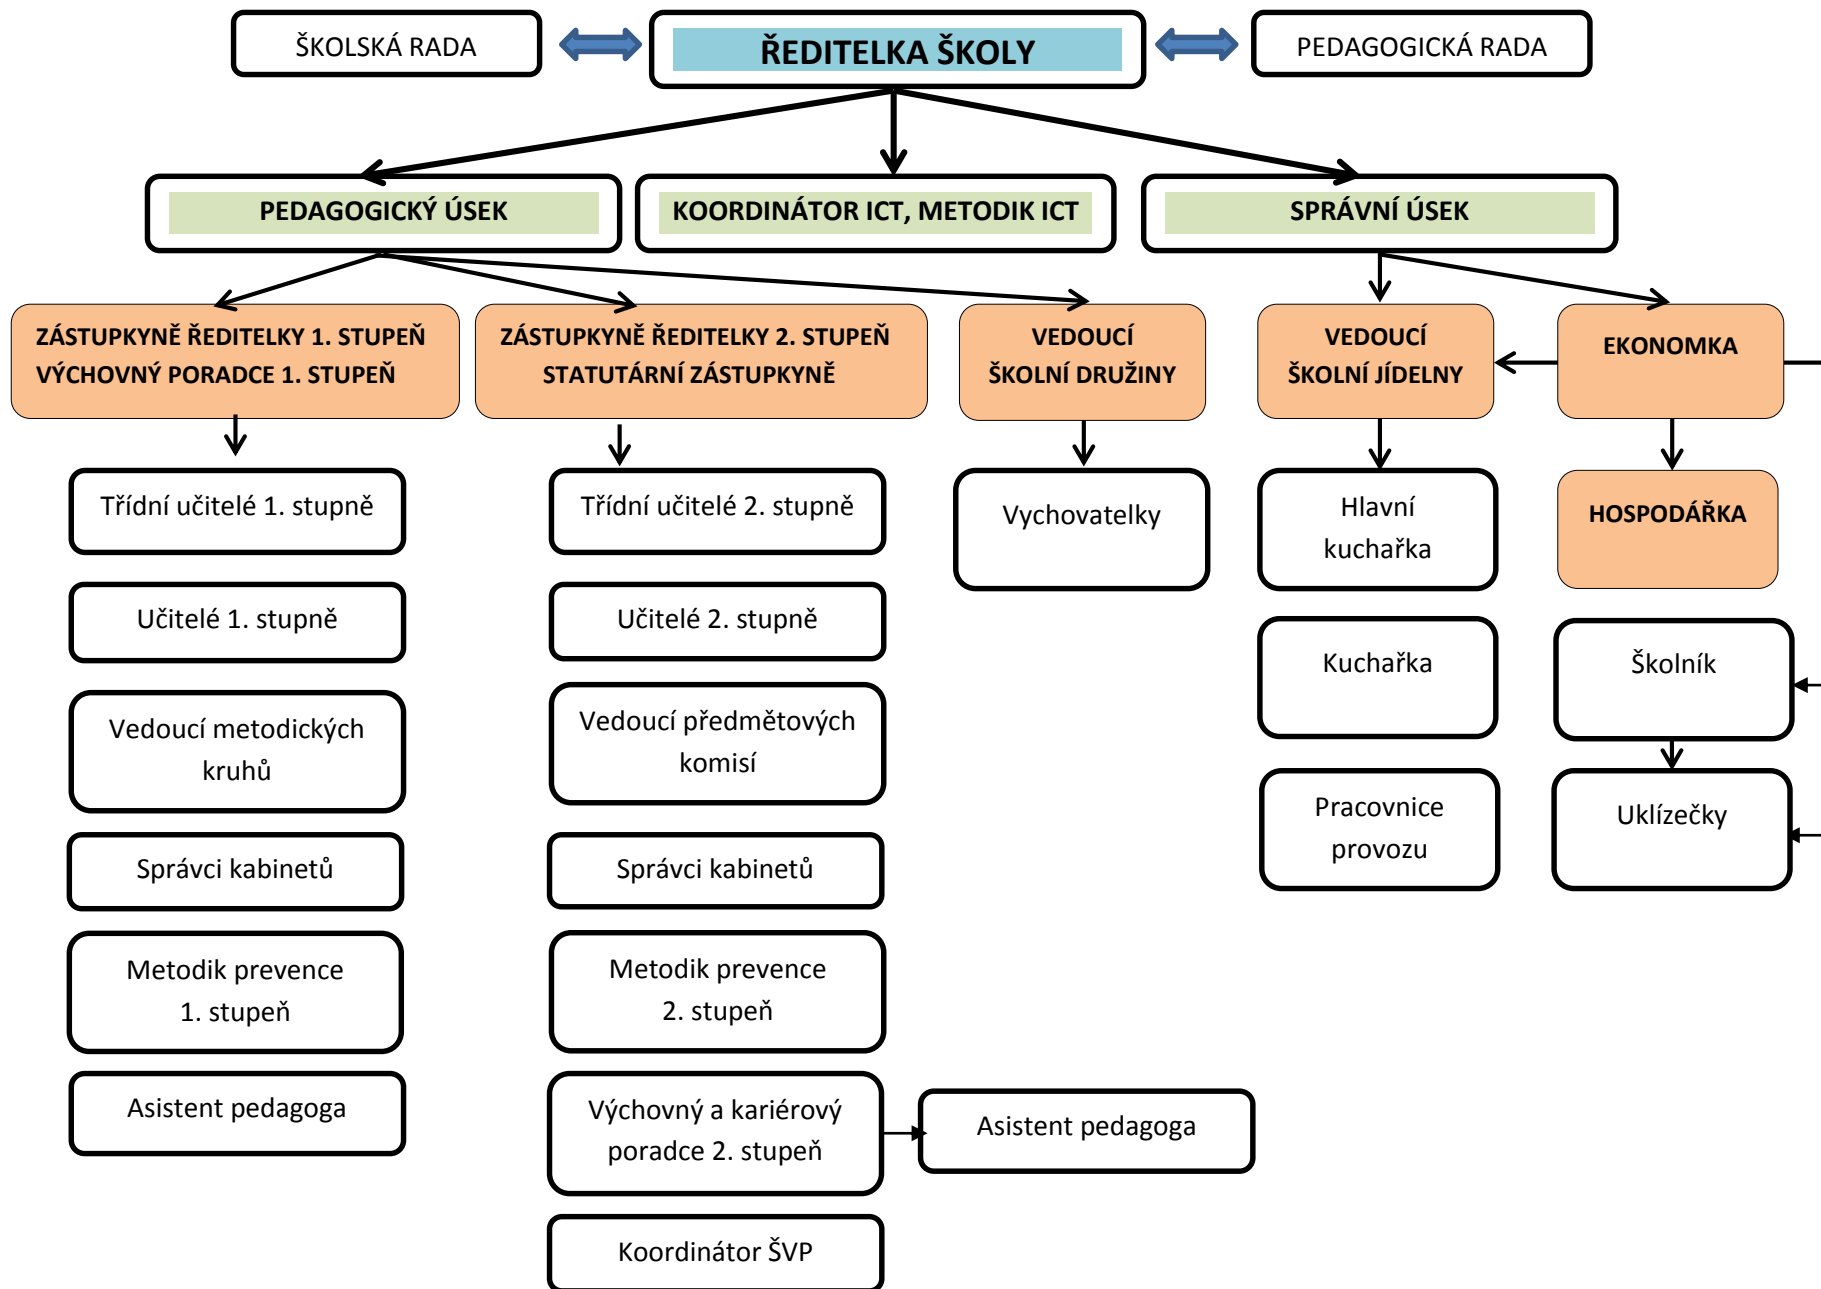 ŠKOLSKÁ RADA
ŘEDITELKA ŠKOLY
PEDAGOGICKÁ RADA
PEDAGOGICKÝ ÚSEK
KOORDINÁTOR ICT, METODIK ICT
SPRÁVNÍ ÚSEK
ZÁSTUPKYNĚ ŘEDITELKY 1. STUPEŇ
VÝCHOVNÝ PORADCE 1. STUPEŇ
ZÁSTUPKYNĚ ŘEDITELKY 2. STUPEŇ
STATUTÁRNÍ ZÁSTUPKYNĚ
VEDOUCÍ
ŠKOLNÍ DRUŽINY
VEDOUCÍ
ŠKOLNÍ JÍDELNY
EKONOMKA
Třídní učitelé 1. stupně
Učitelé 1. stupně
Vedoucí metodických
kruhů
Správci kabinetů
Metodik prevence
1. stupeň
Asistent pedagoga
Třídní učitelé 2. stupně
Učitelé 2. stupně
Vedoucí předmětových
komisí
Správci kabinetů
Metodik prevence
2. stupeň
Výchovný a kariérový
poradce 2. stupeň
Asistent pedagoga
Koordinátor ŠVP
Vychovatelky
Hlavní
kuchařka
Kuchařka
Pracovnice
provozu
HOSPODÁŘKA
Školník
Uklízečky